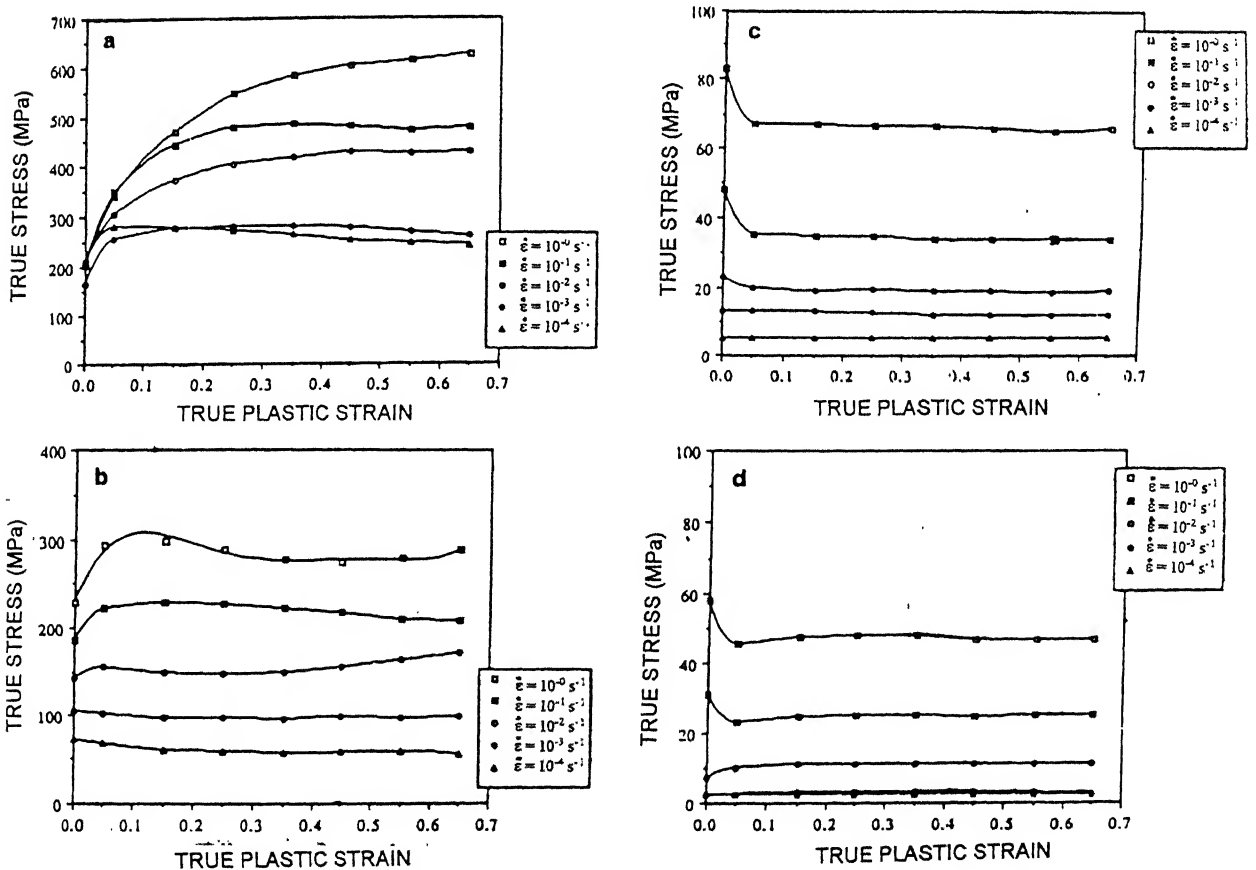 a
700
600
500
400
300
200
100
0
TRUE STRESS (MPa)
0.0 0.1 0.2 0.3 0.4 0.5 0.6 0.7
TRUE PLASTIC STRAIN
ε̊ = 10⁻⁰ s⁻¹
ε̊ = 10⁻¹ s⁻¹
ε̊ = 10⁻² s⁻¹
ε̊ = 10⁻³ s⁻¹
ε̊ = 10⁻⁴ s⁻¹
c
100
80
60
40
20
0
TRUE STRESS (MPa)
0.0 0.1 0.2 0.3 0.4 0.5 0.6 0.7
TRUE PLASTIC STRAIN
ε̊ = 10⁻⁰ s⁻¹
ε̊ = 10⁻¹ s⁻¹
ε̊ = 10⁻² s⁻¹
ε̊ = 10⁻³ s⁻¹
ε̊ = 10⁻⁴ s⁻¹
b
400
300
200
100
0
TRUE STRESS (MPa)
0.0 0.1 0.2 0.3 0.4 0.5 0.6 0.7
TRUE PLASTIC STRAIN
ε̊ = 10⁻⁰ s⁻¹
ε̊ = 10⁻¹ s⁻¹
ε̊ = 10⁻² s⁻¹
ε̊ = 10⁻³ s⁻¹
ε̊ = 10⁻⁴ s⁻¹
d
100
80
60
40
20
0
TRUE STRESS (MPa)
0.0 0.1 0.2 0.3 0.4 0.5 0.6 0.7
TRUE PLASTIC STRAIN
ε̊ = 10⁻⁰ s⁻¹
ε̊ = 10⁻¹ s⁻¹
ε̊ = 10⁻² s⁻¹
ε̊ = 10⁻³ s⁻¹
ε̊ = 10⁻⁴ s⁻¹